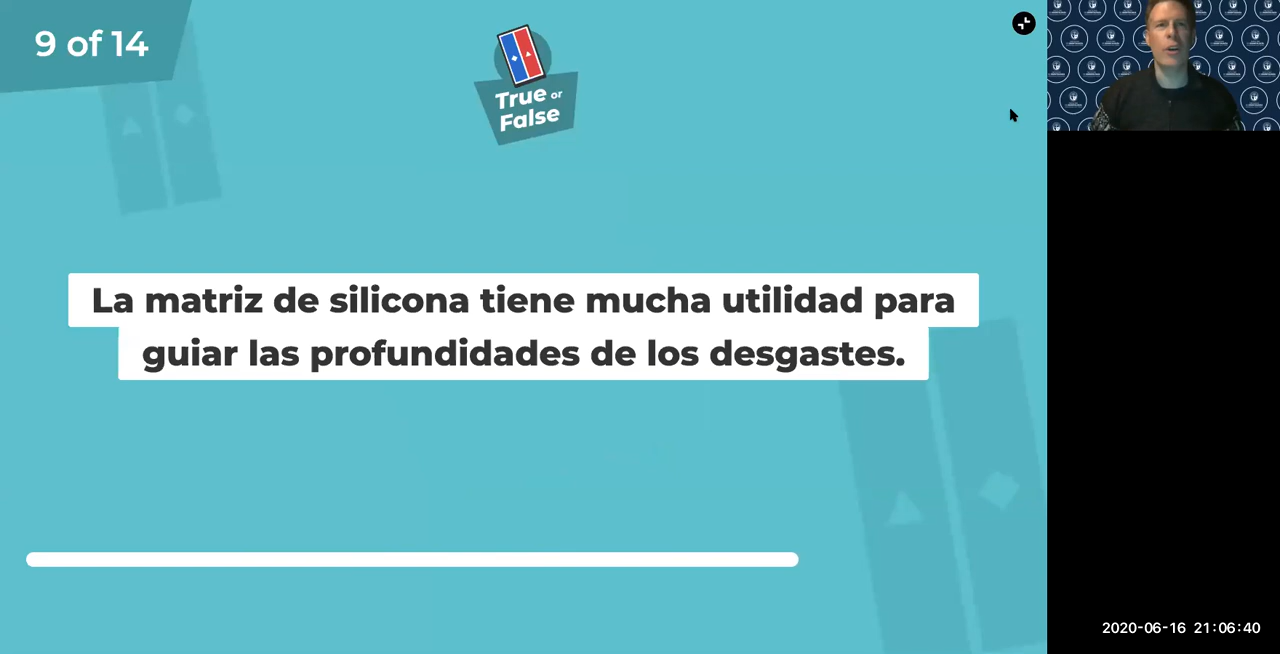 9 of 14
True or
False
La matriz de silicona tiene mucha utilidad para
guiar las profundidades de los desgastes.
2020-06-16 21:06:40